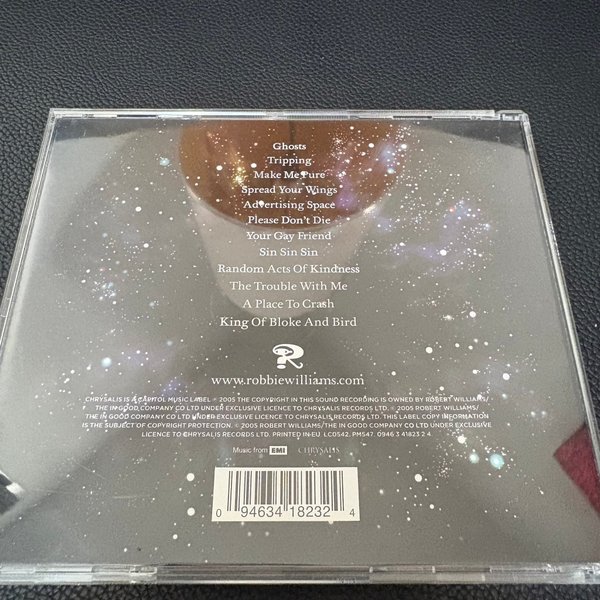 Ghosts
Tripping
Make Me Pure
Spread Your Wings
Advertising Space
Please Don't Die
Your Gay Friend
Sin Sin Sin
Random Acts Of Kindness
The Trouble With Me
A Place To Crash
King Of Bloke And Bird
www.robbiewilliams.com
CHRYSALIS IS A CAPITOL MUSIC LABEL ℗ 2005 THE COPYRIGHT IN THIS SOUND RECORDING IS OWNED BY ROBERT WILLIAMS/
THE IN GOOD COMPANY CO LTD UNDER EXCLUSIVE LICENCE TO CHRYSALIS RECORDS LTD. © 2005 ROBERT WILLIAMS/
THE IN GOOD COMPANY CO LTD UNDER EXCLUSIVE LICENCE TO CHRYSALIS RECORDS LTD. THIS LABEL COPY INFORMATION
IS THE SUBJECT OF COPYRIGHT PROTECTION. © 2005 ROBERT WILLIAMS/THE IN GOOD COMPANY CO LTD UNDER EXCLUSIVE
LICENCE TO CHRYSALIS RECORDS LTD. PRINTED IN EU LC0542. PM547: 0946 3 41823 2 4
Music from EMI CHRYSALIS
0 94634 18232 4